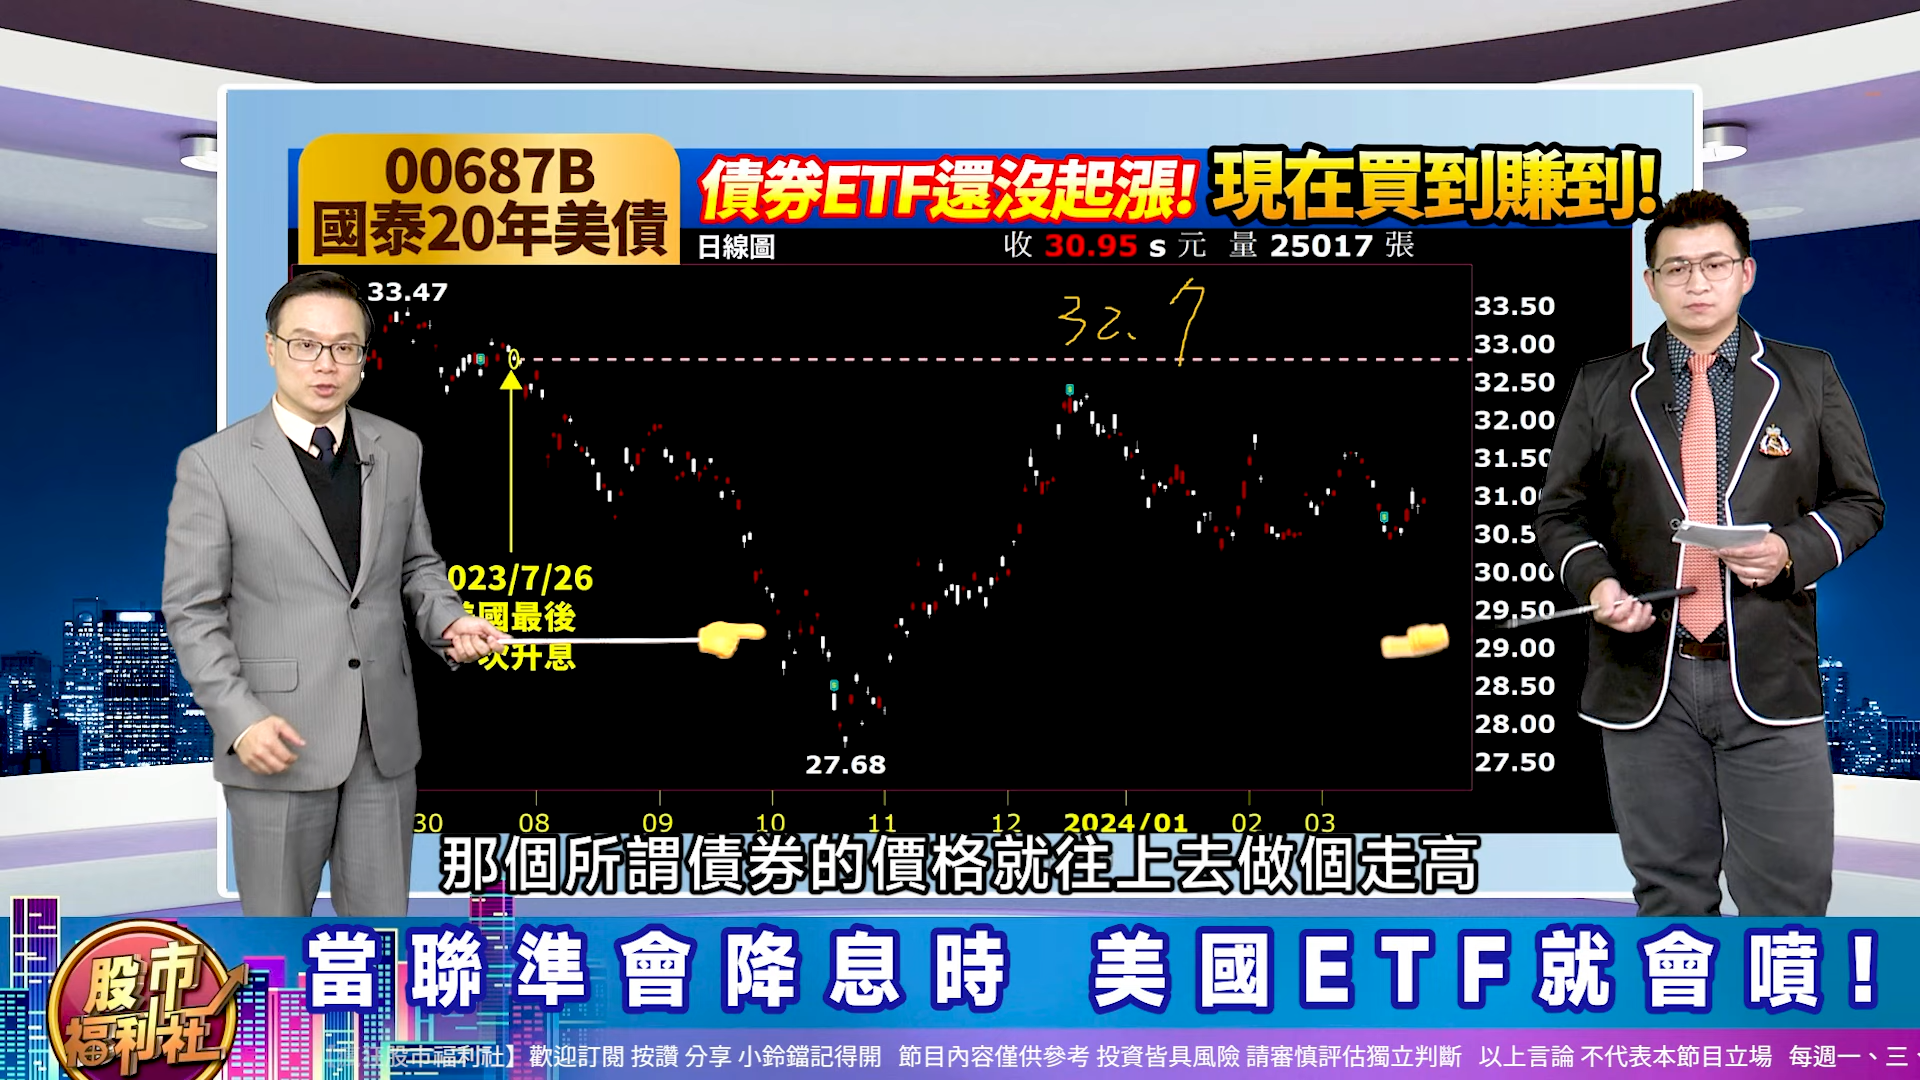 00687B
國泰20年美債
債券ETF還沒起漲! 現在買到賺到!
日線圖
收 30.95 s 元 量 25017 張
33.47
32.7
33.50
33.00
32.50
32.00
31.50
31.00
30.5
30.00
29.50
29.00
28.50
28.00
27.50
023/7/26
國最後
次升息
27.68
30 08 09 10 11 12 2024/01 02 03
那個所謂債券的價格就往上去做個走高
當聯準會降息時 美國ETF就會噴!
股市
福利社
股市福利社】歡迎訂閱 按讚 分享 小鈴鐺記得開 節目內容僅供參考 投資皆具風險 請審慎評估獨立判斷 以上言論 不代表本節目立場 每週一、三、